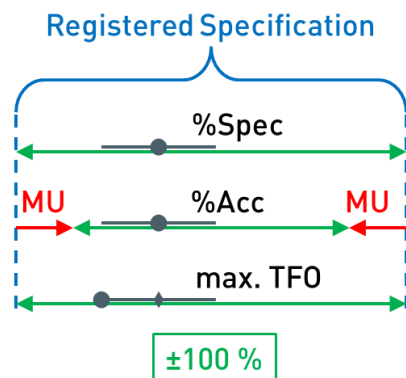 Registered Specification
%Spec
MU %Acc MU
max. TFO
±100 %